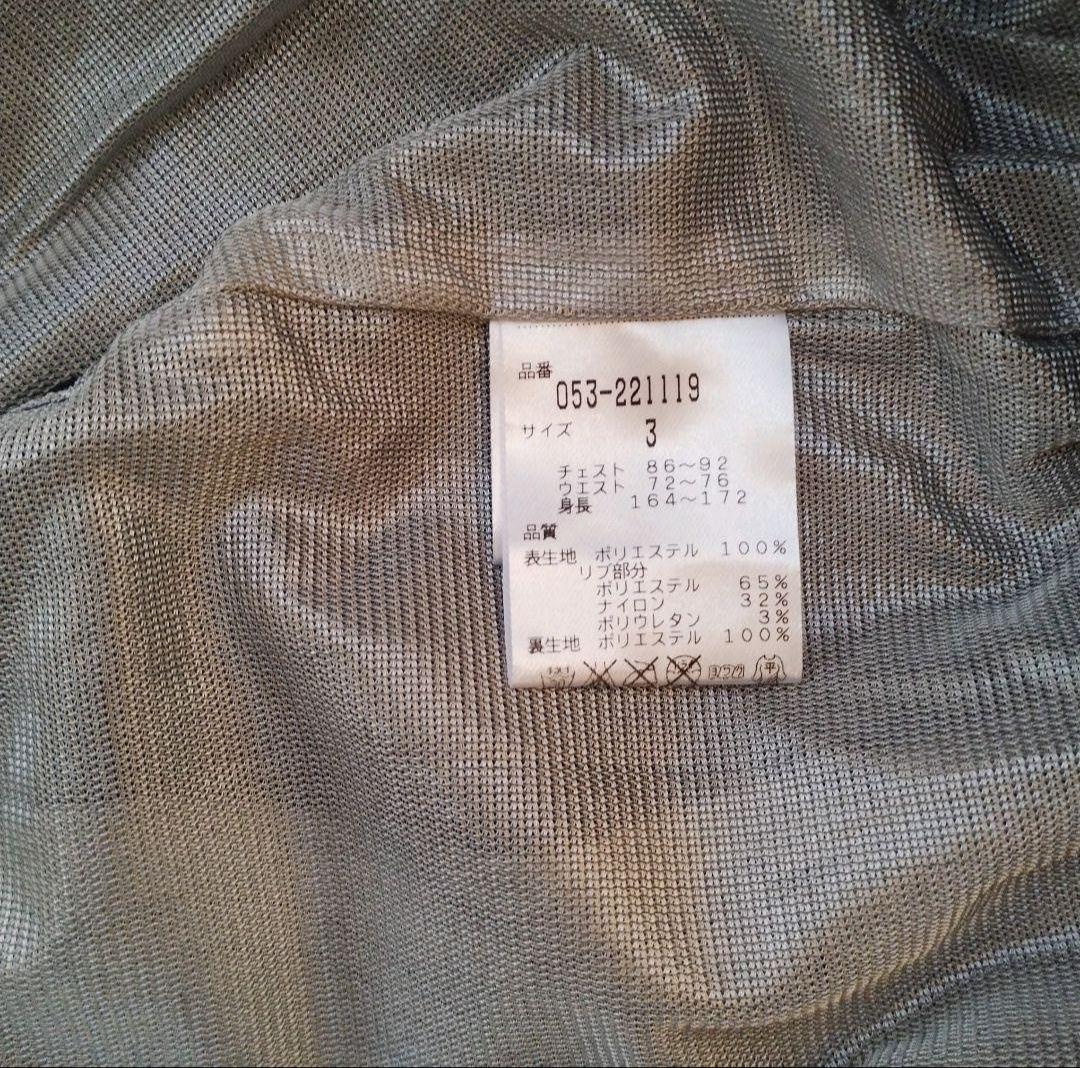 品番
053-221119
サイズ 3
チェスト 86〜92
ウエスト 72〜76
身長 164〜172
品質
表生地 ポリエステル 100%
リブ部分
ポリエステル 65%
ナイロン 32%
ポリウレタン 3%
裏生地 ポリエステル 100%
平